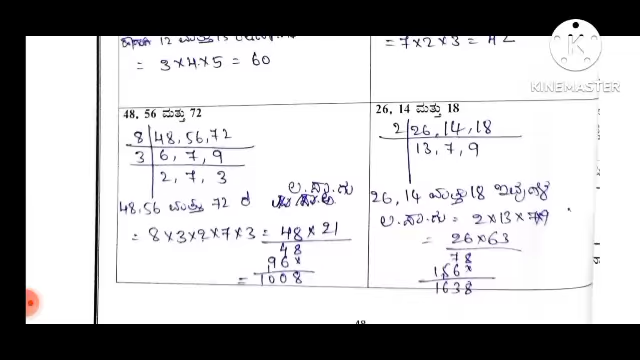 = 3×4×5 = 60
= 7×2×3 = 42
K
KINEMASTER
48, 56 ಮತ್ತು 72
8 48,56,72
3 6, 7, 9
2, 7, 3
ಲ.ಸಾ.ಅ
48,56 ಮತ್ತು 72 ರ
= 8×3×2×7×3 = 48×21
48
96×
= 1008
26, 14 ಮತ್ತು 18
2 26,14,18
13, 7, 9
26,14 ಮತ್ತು 18
ಲ.ಸಾ.ಅ = 2×13×7×9
= 26×63
78
156×
1638
48